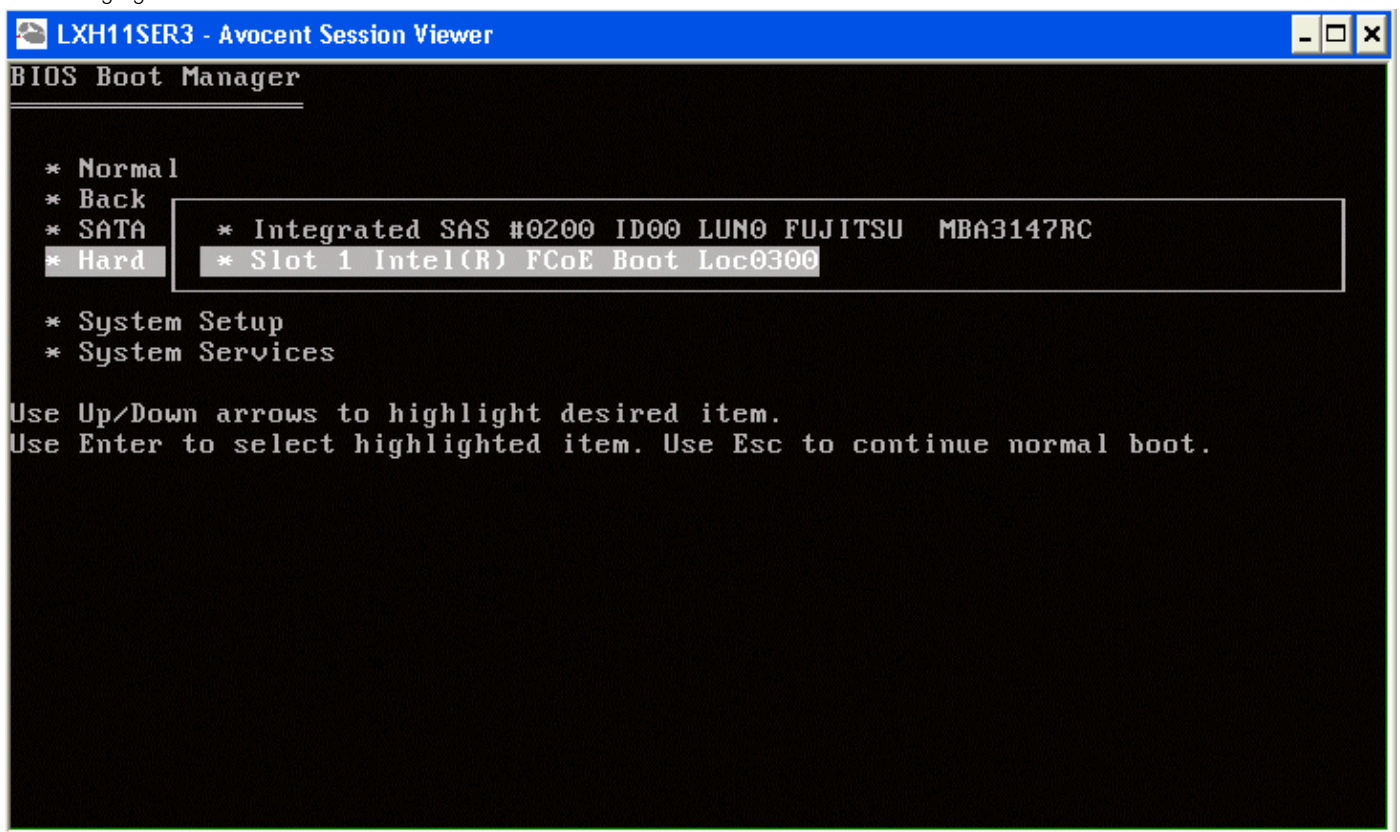 LXH11SER3 - Avocent Session Viewer
BIOS Boot Manager
* Normal
* Back
* SATA
* Hard
* Integrated SAS #0200 ID00 LUN0 FUJITSU MBA3147RC
* Slot 1 Intel(R) FCoE Boot Loc0300
* System Setup
* System Services
Use Up/Down arrows to highlight desired item.
Use Enter to select highlighted item. Use Esc to continue normal boot.